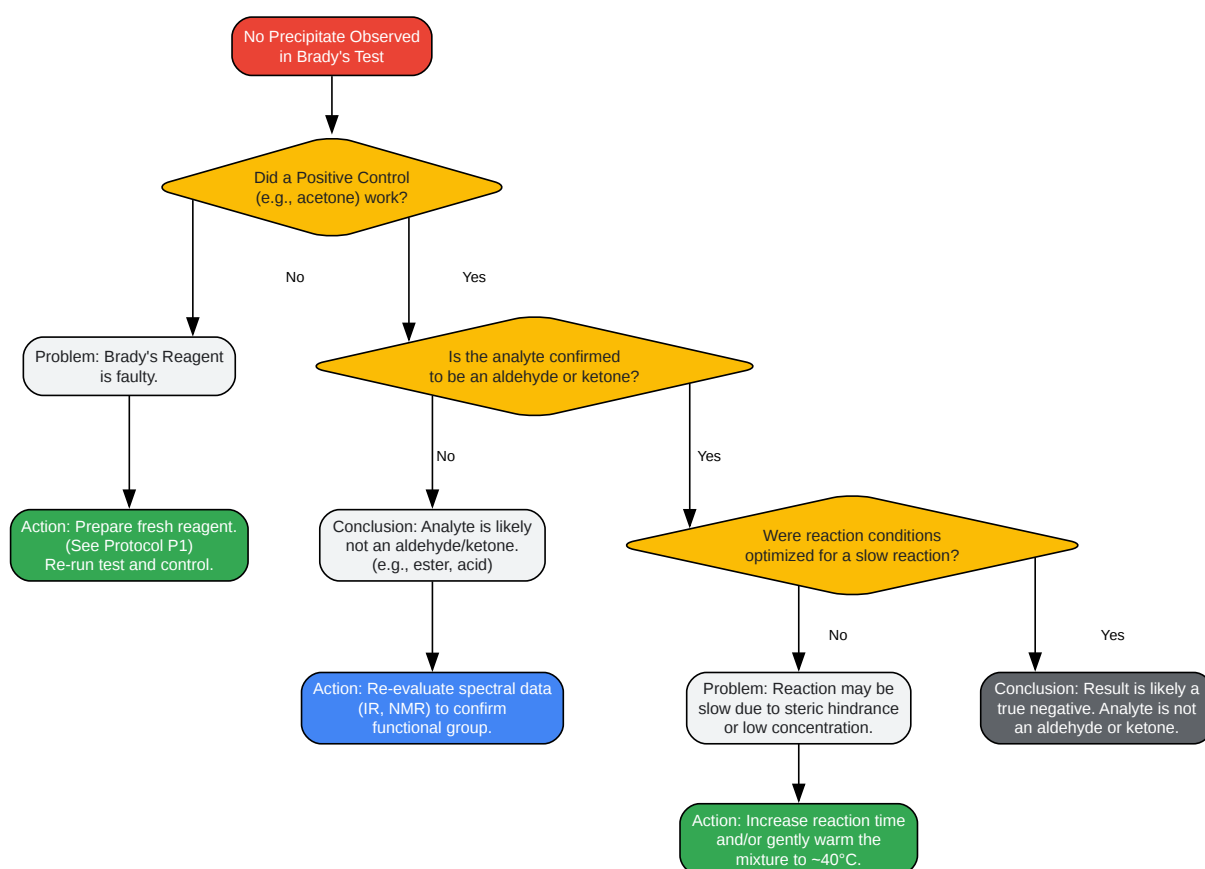 No Precipitate Observed
in Brady's Test
Did a Positive Control
(e.g., acetone) work?
No
Yes
Problem: Brady's Reagent
is faulty.
Is the analyte confirmed
to be an aldehyde or ketone?
No
Yes
Action: Prepare fresh reagent.
(See Protocol P1)
Re-run test and control.
Conclusion: Analyte is likely
not an aldehyde/ketone.
(e.g., ester, acid)
Were reaction conditions
optimized for a slow reaction?
No
Yes
Action: Re-evaluate spectral data
(IR, NMR) to confirm
functional group.
Problem: Reaction may be
slow due to steric hindrance
or low concentration.
Conclusion: Result is likely a
true negative. Analyte is not
an aldehyde or ketone.
Action: Increase reaction time
and/or gently warm the
mixture to ~40°C.